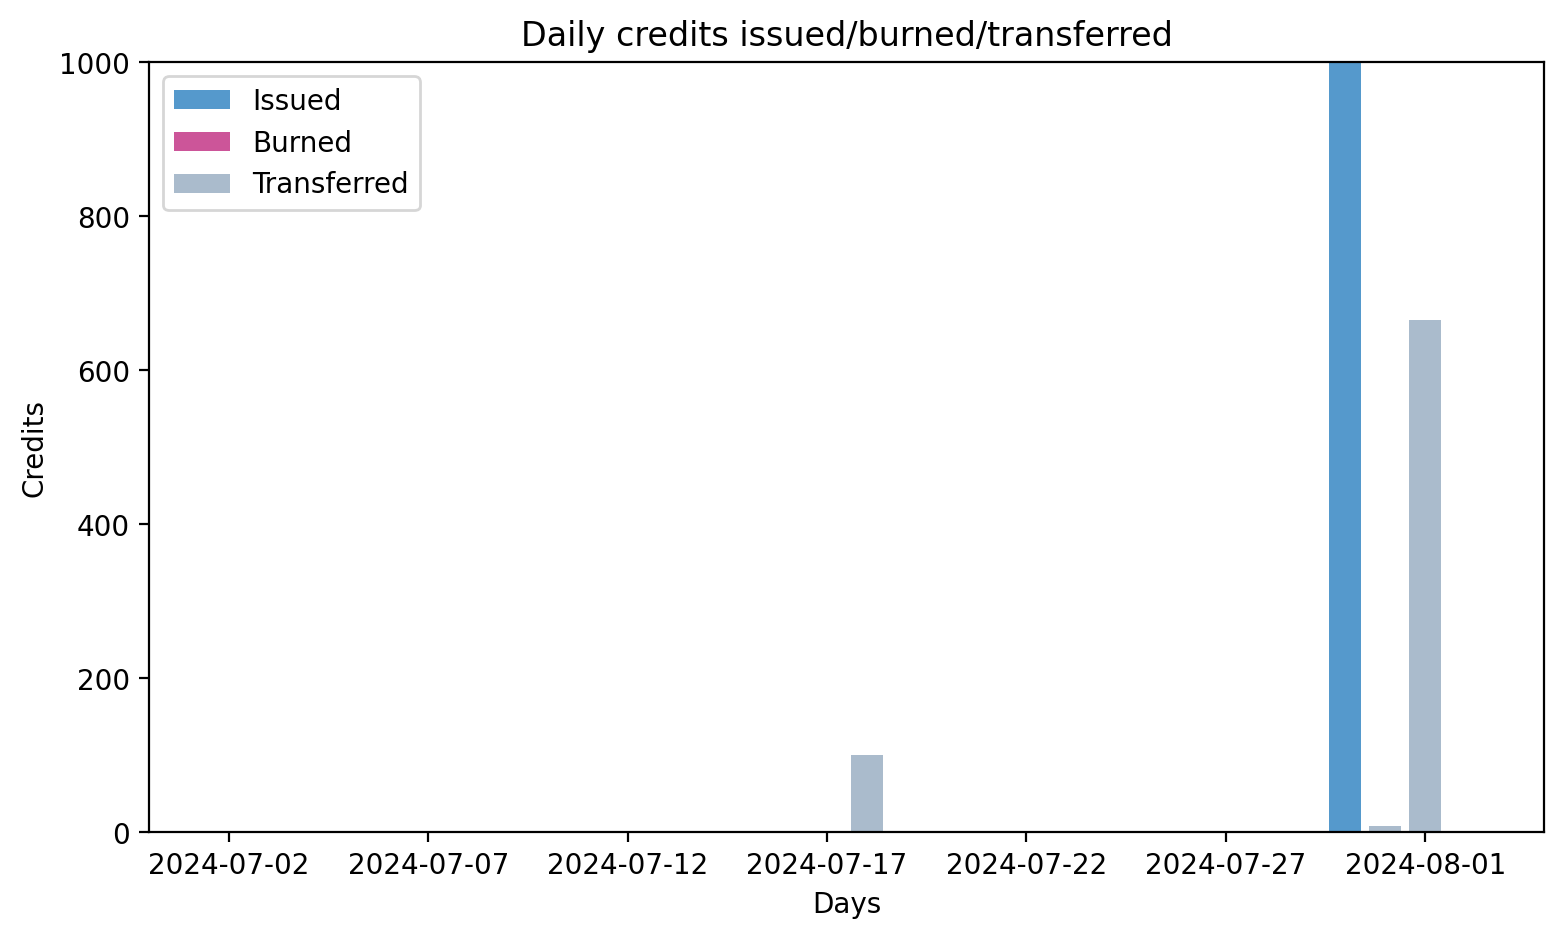 Daily credits issued/burned/transferred
1000
800
600
400
200
0
Credits
Issued
Burned
Transferred
2024-07-02 2024-07-07 2024-07-12 2024-07-17 2024-07-22 2024-07-27 2024-08-01
Days